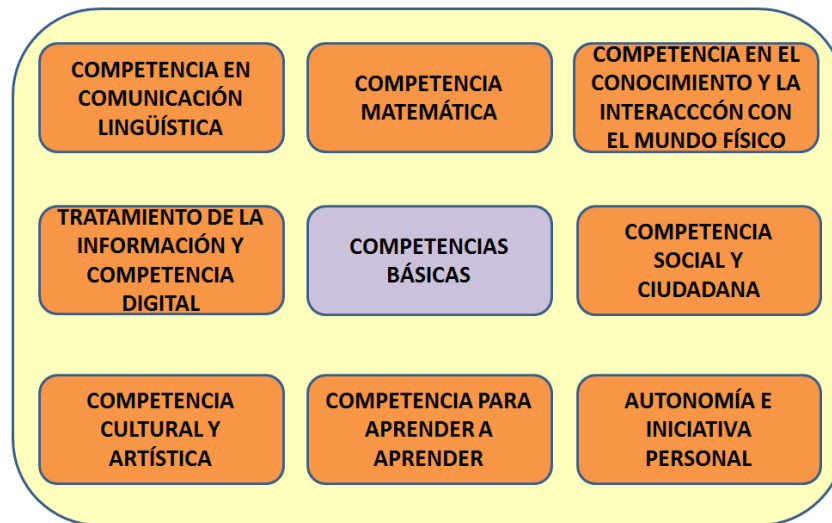 COMPETENCIA EN
COMUNICACIÓN
LINGÜÍSTICA
COMPETENCIA
MATEMÁTICA
COMPETENCIA EN EL
CONOCIMIENTO Y LA
INTERACCCÓN CON
EL MUNDO FÍSICO
TRATAMIENTO DE LA
INFORMACIÓN Y
COMPETENCIA
DIGITAL
COMPETENCIAS
BÁSICAS
COMPETENCIA
SOCIAL Y
CIUDADANA
COMPETENCIA
CULTURAL Y
ARTÍSTICA
COMPETENCIA PARA
APRENDER A
APRENDER
AUTONOMÍA E
INICIATIVA
PERSONAL